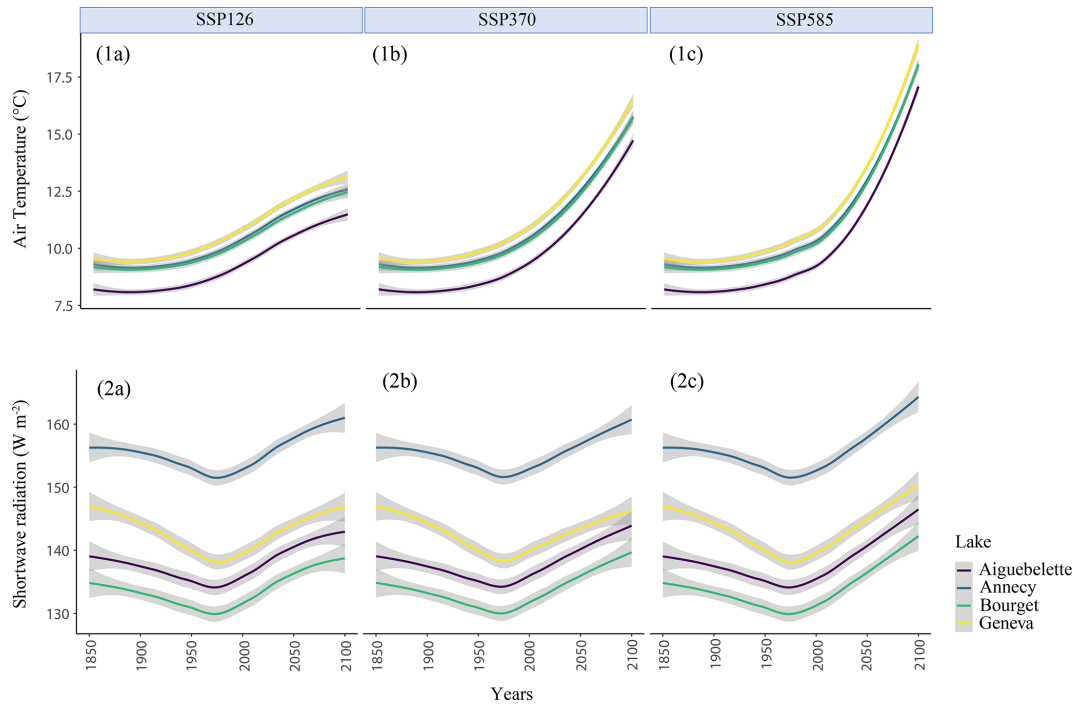 SSP126 SSP370 SSP585
(1a) (1b) (1c)
Air Temperature (°C)
17.5
15.0
12.5
10.0
7.5
(2a) (2b) (2c)
Shortwave radiation (W m-2)
160
150
140
130
1850 1900 1950 2000 2050 2100 1850 1900 1950 2000 2050 2100 1850 1900 1950 2000 2050 2100
Years
Lake
Aiguebelette
Annecy
Bourget
Geneva